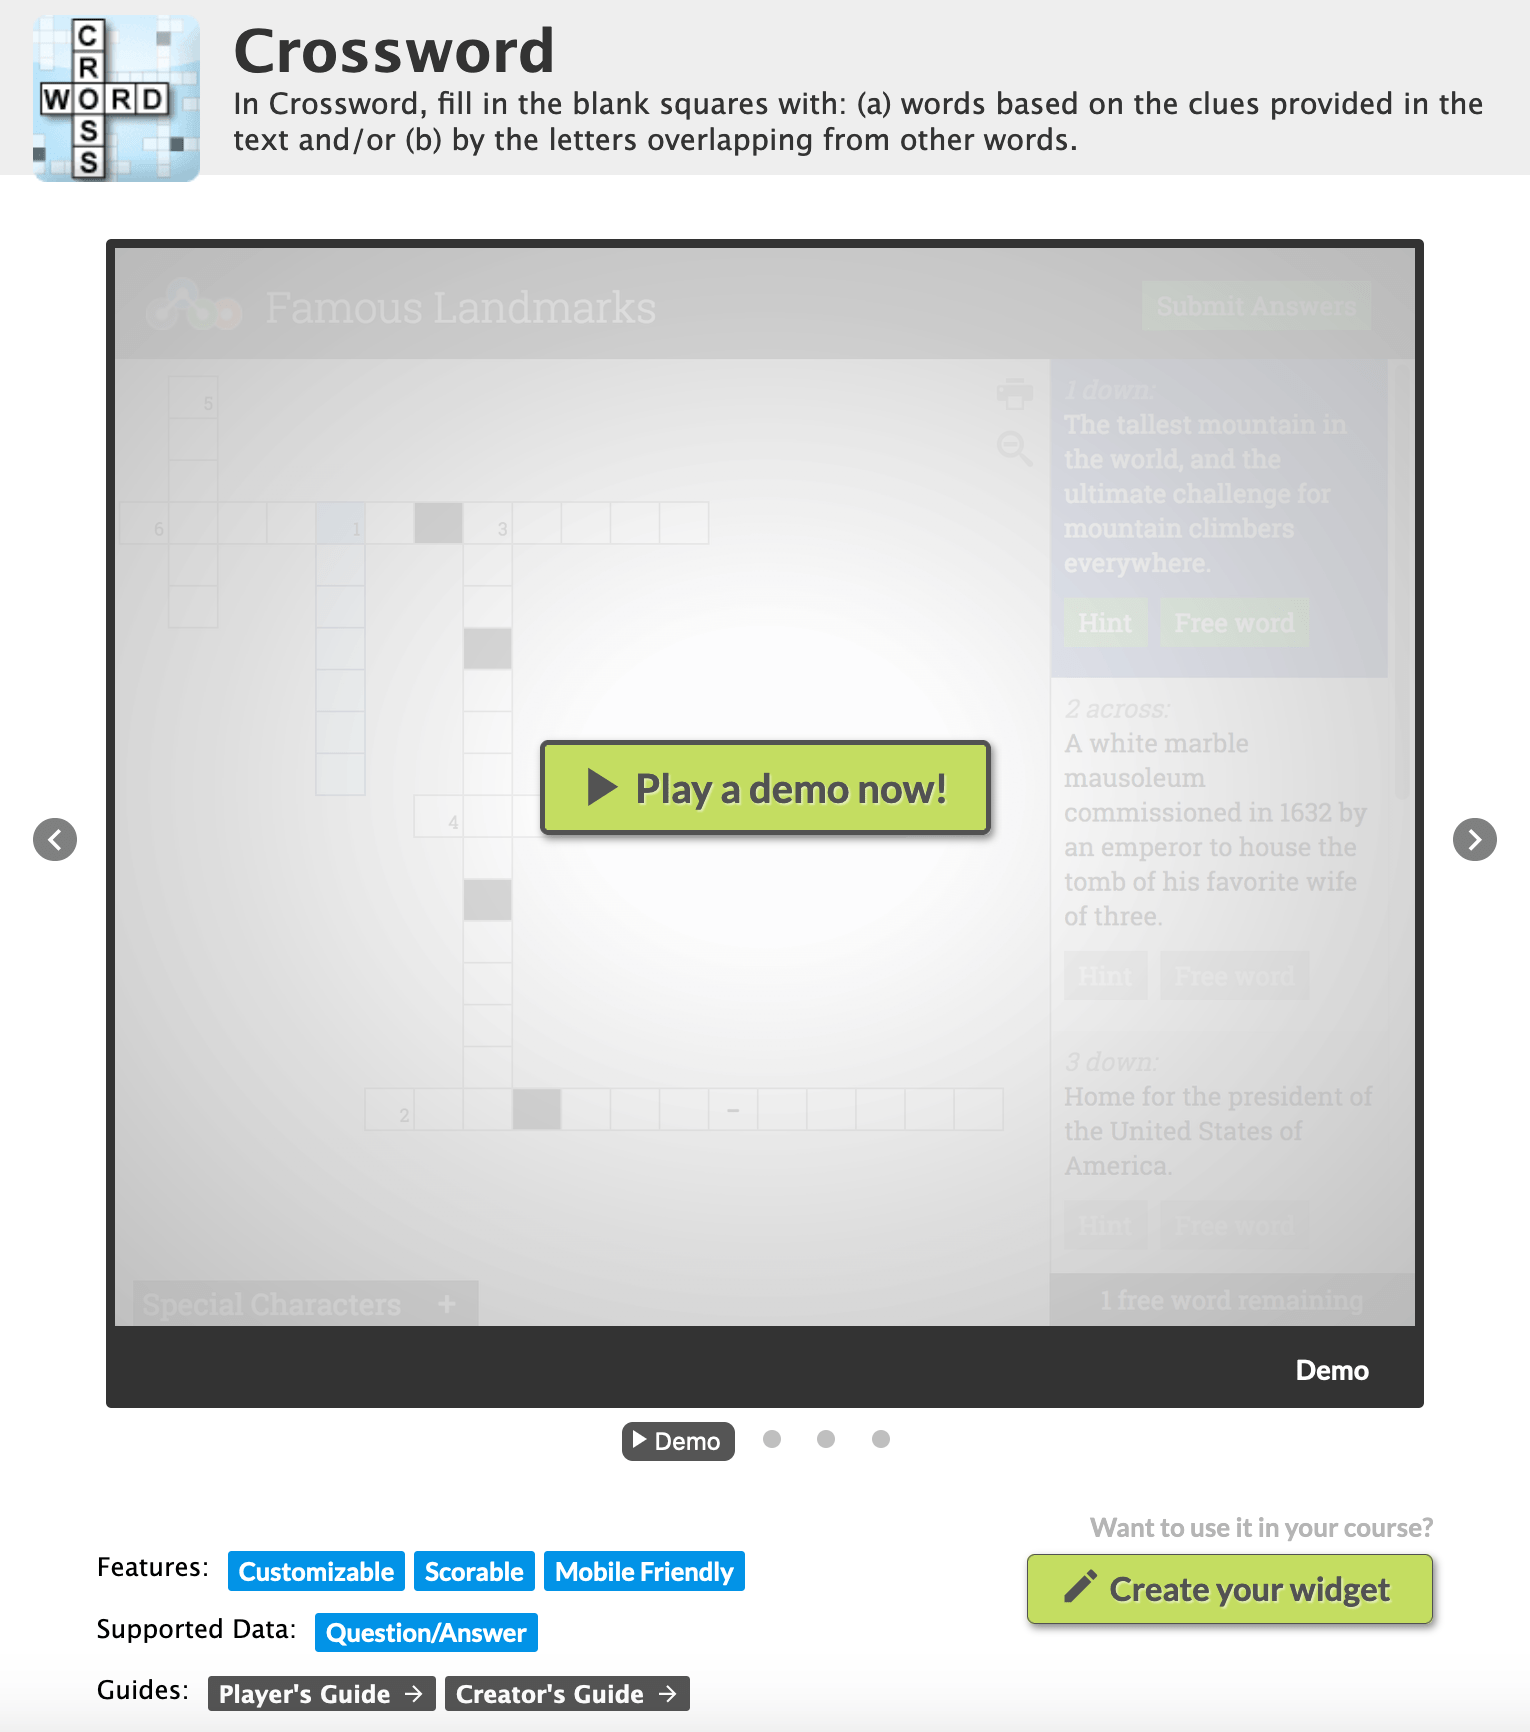 C
R
WORD
S
S
Crossword
In Crossword, fill in the blank squares with: (a) words based on the clues provided in the
text and/or (b) by the letters overlapping from other words.
Famous Landmarks
Submit Answers
5
6 1 3
4
2 -
1 down:
The tallest mountain in
the world, and the
ultimate challenge for
mountain climbers
everywhere.
Hint Free word
2 across:
A white marble
mausoleum
commissioned in 1632 by
an emperor to house the
tomb of his favorite wife
of three.
Hint Free word
3 down:
Home for the president of
the United States of
America.
Hint Free word
Play a demo now!
Special Characters +
1 free word remaining
Demo
Demo
Want to use it in your course?
Create your widget
Features: Customizable Scorable Mobile Friendly
Supported Data: Question/Answer
Guides: Player's Guide → Creator's Guide →